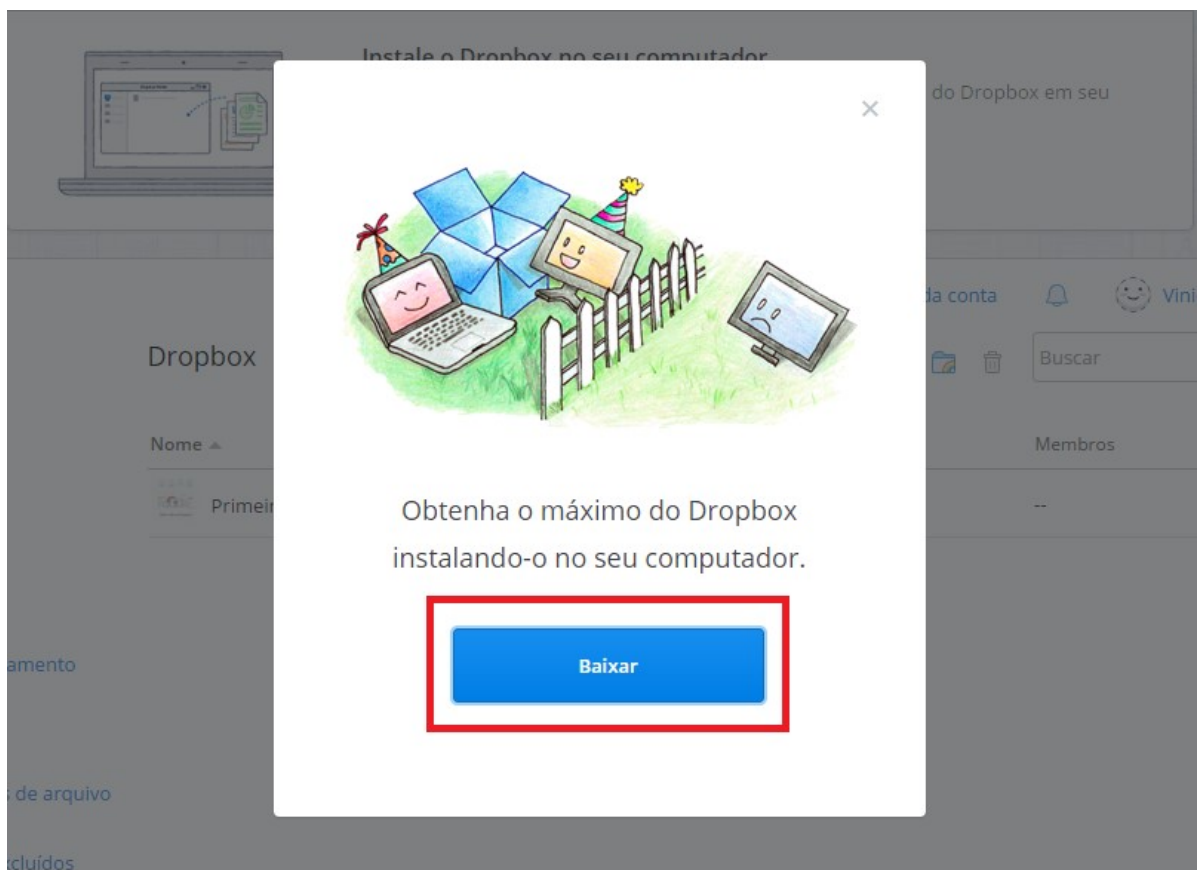 Instale o Dropbox no seu computador
do Dropbox em seu
da conta
Vini
Dropbox
Buscar
Nome
Membros
Primeir
--
Obtenha o máximo do Dropbox
instalando-o no seu computador.
Baixar
amento
s de arquivo
xcluídos